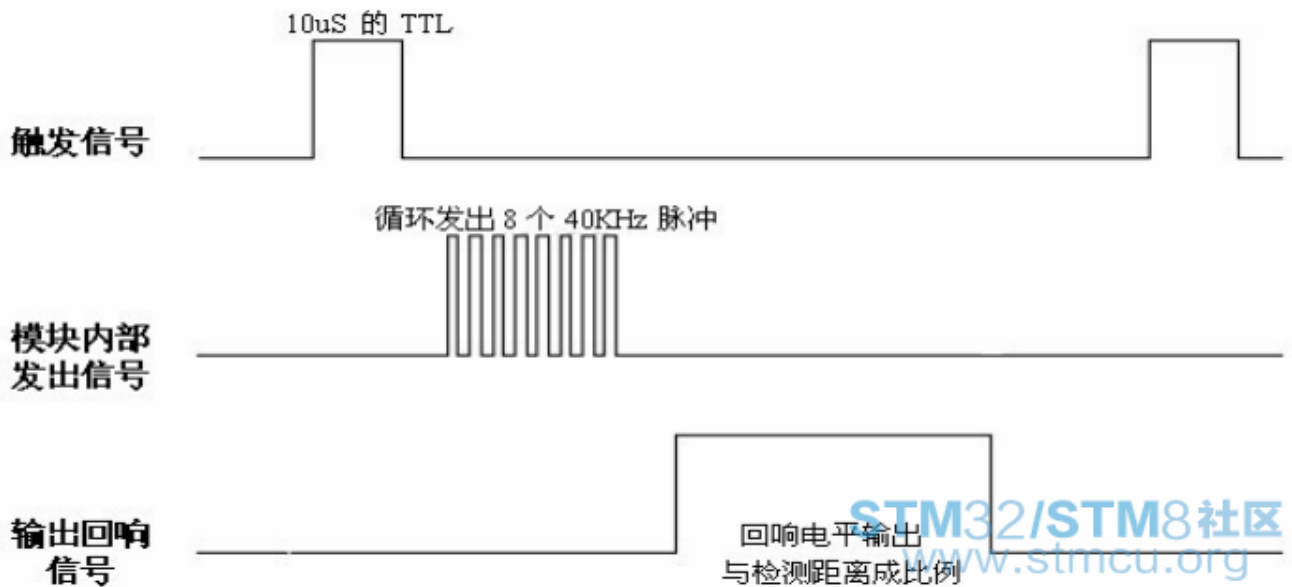 10uS 的 TTL
触发信号
循环发出 8 个 40KHz 脉冲
模块内部
发出信号
输出回响
信号
回响电平输出
与检测距离成比例
STM32/STM8社区
www.stmcu.org